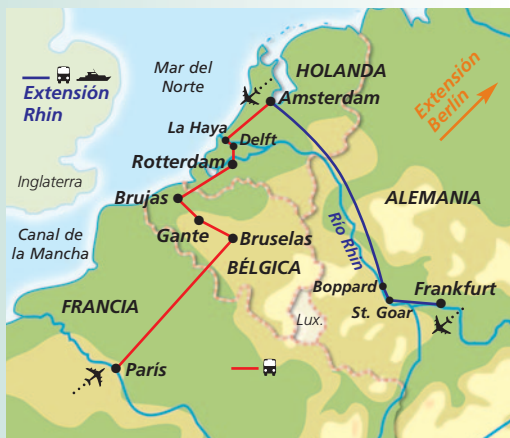 Extensión
Rhin
Mar del
Norte
HOLANDA
Amsterdam
Extensión
Berlín
La Haya
Delft
Rotterdam
Inglaterra
Brujas
ALEMANIA
Gante
Bruselas
Canal de
la Mancha
BÉLGICA
Río Rhin
Boppard
Frankfurt
St. Goar
FRANCIA
Lux.
París